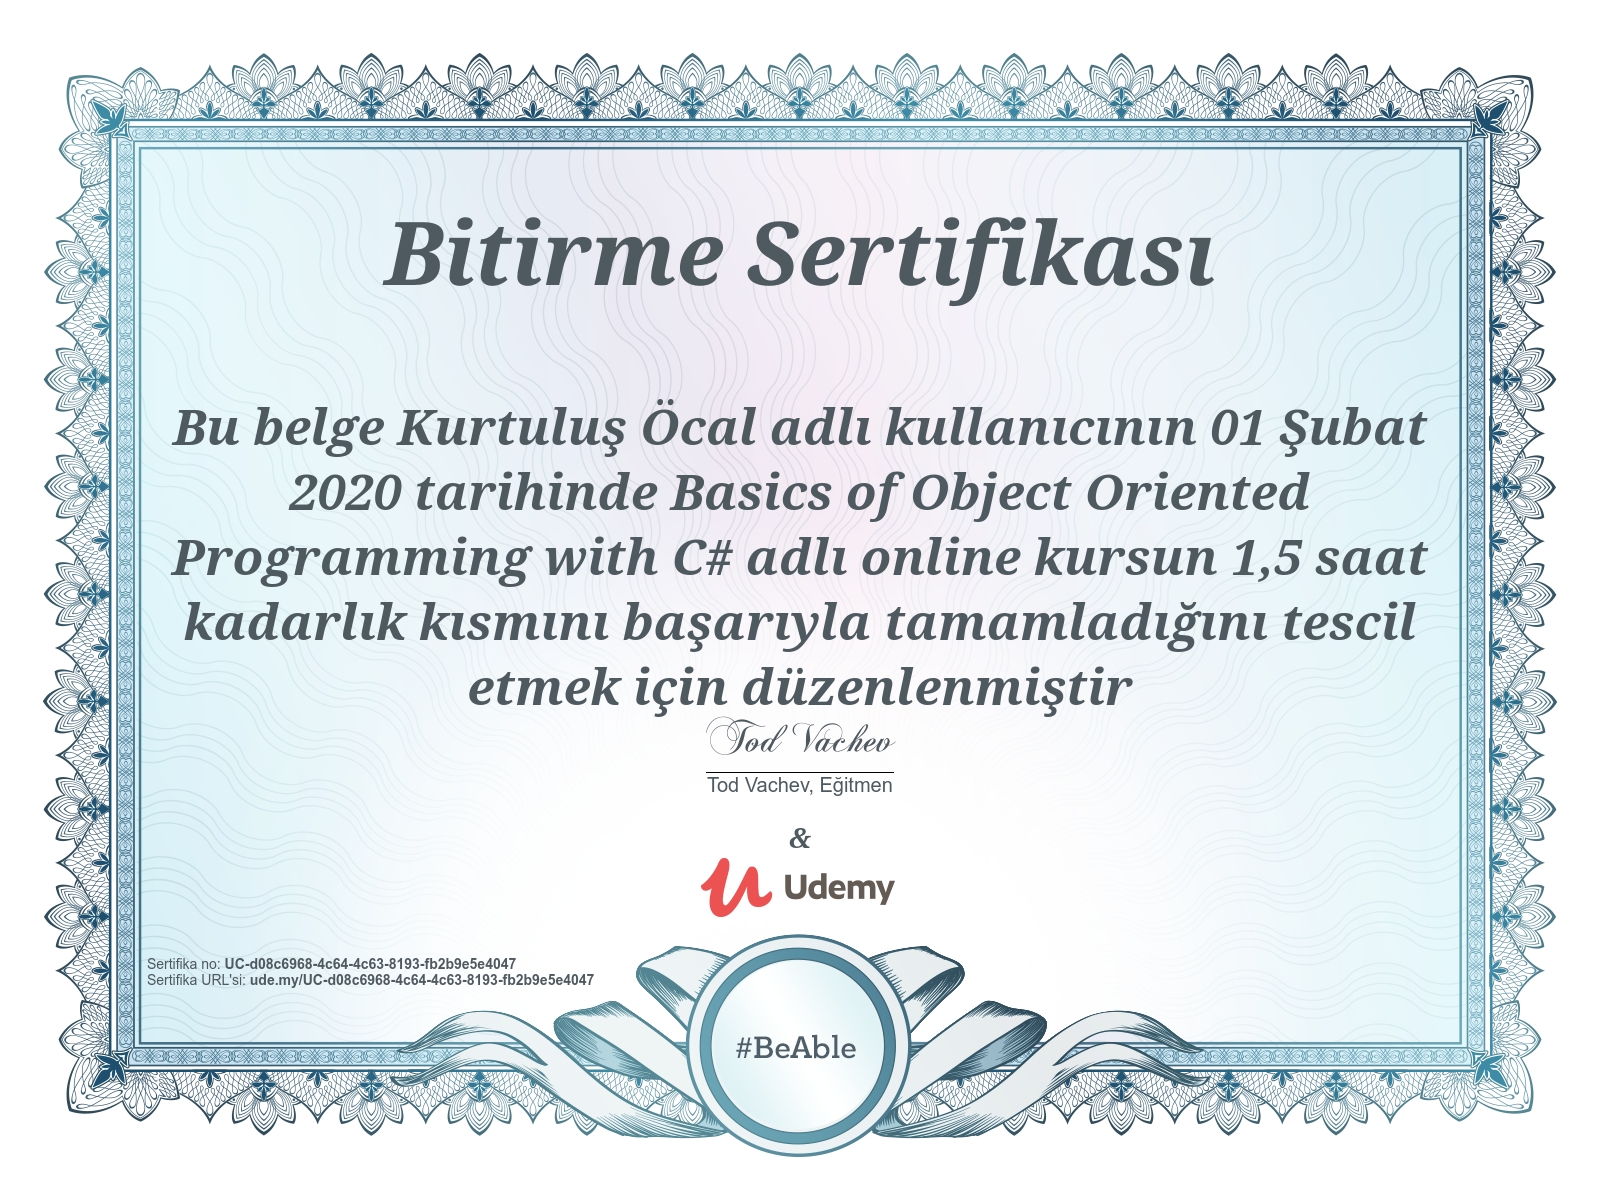 Bitirme Sertifikası
Bu belge Kurtuluş Öcal adlı kullanıcının 01 Şubat
2020 tarihinde Basics of Object Oriented
Programming with C# adlı online kursun 1,5 saat
kadarlık kısmını başarıyla tamamladığını tescil
etmek için düzenlenmiştir
Tod Vachev
Tod Vachev, Eğitmen
&
Udemy
Sertifika no: UC-d08c6968-4c64-4c63-8193-fb2b9e5e4047
Sertifika URL'si: ude.my/UC-d08c6968-4c64-4c63-8193-fb2b9e5e4047
#BeAble